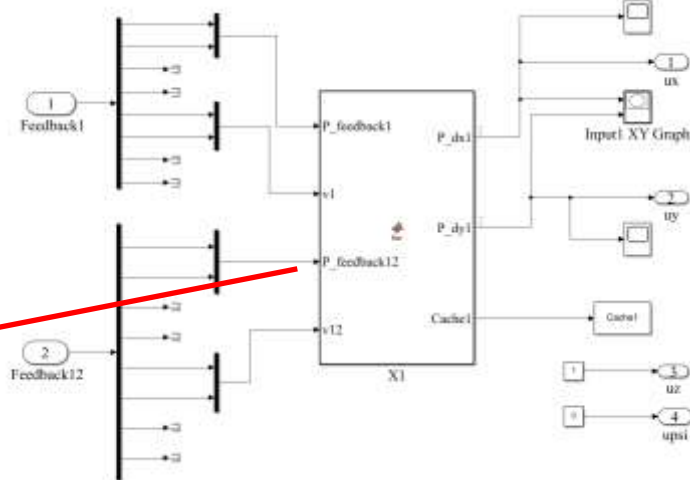 1
Feedback1
2
Feedback12
P_feedback1
v1
P_feedback12
v12
P_dx1
P_dy1
Cache1
X1
1
ux
Input1 XY Graph
2
uy
Cache1
3
uz
4
upsi